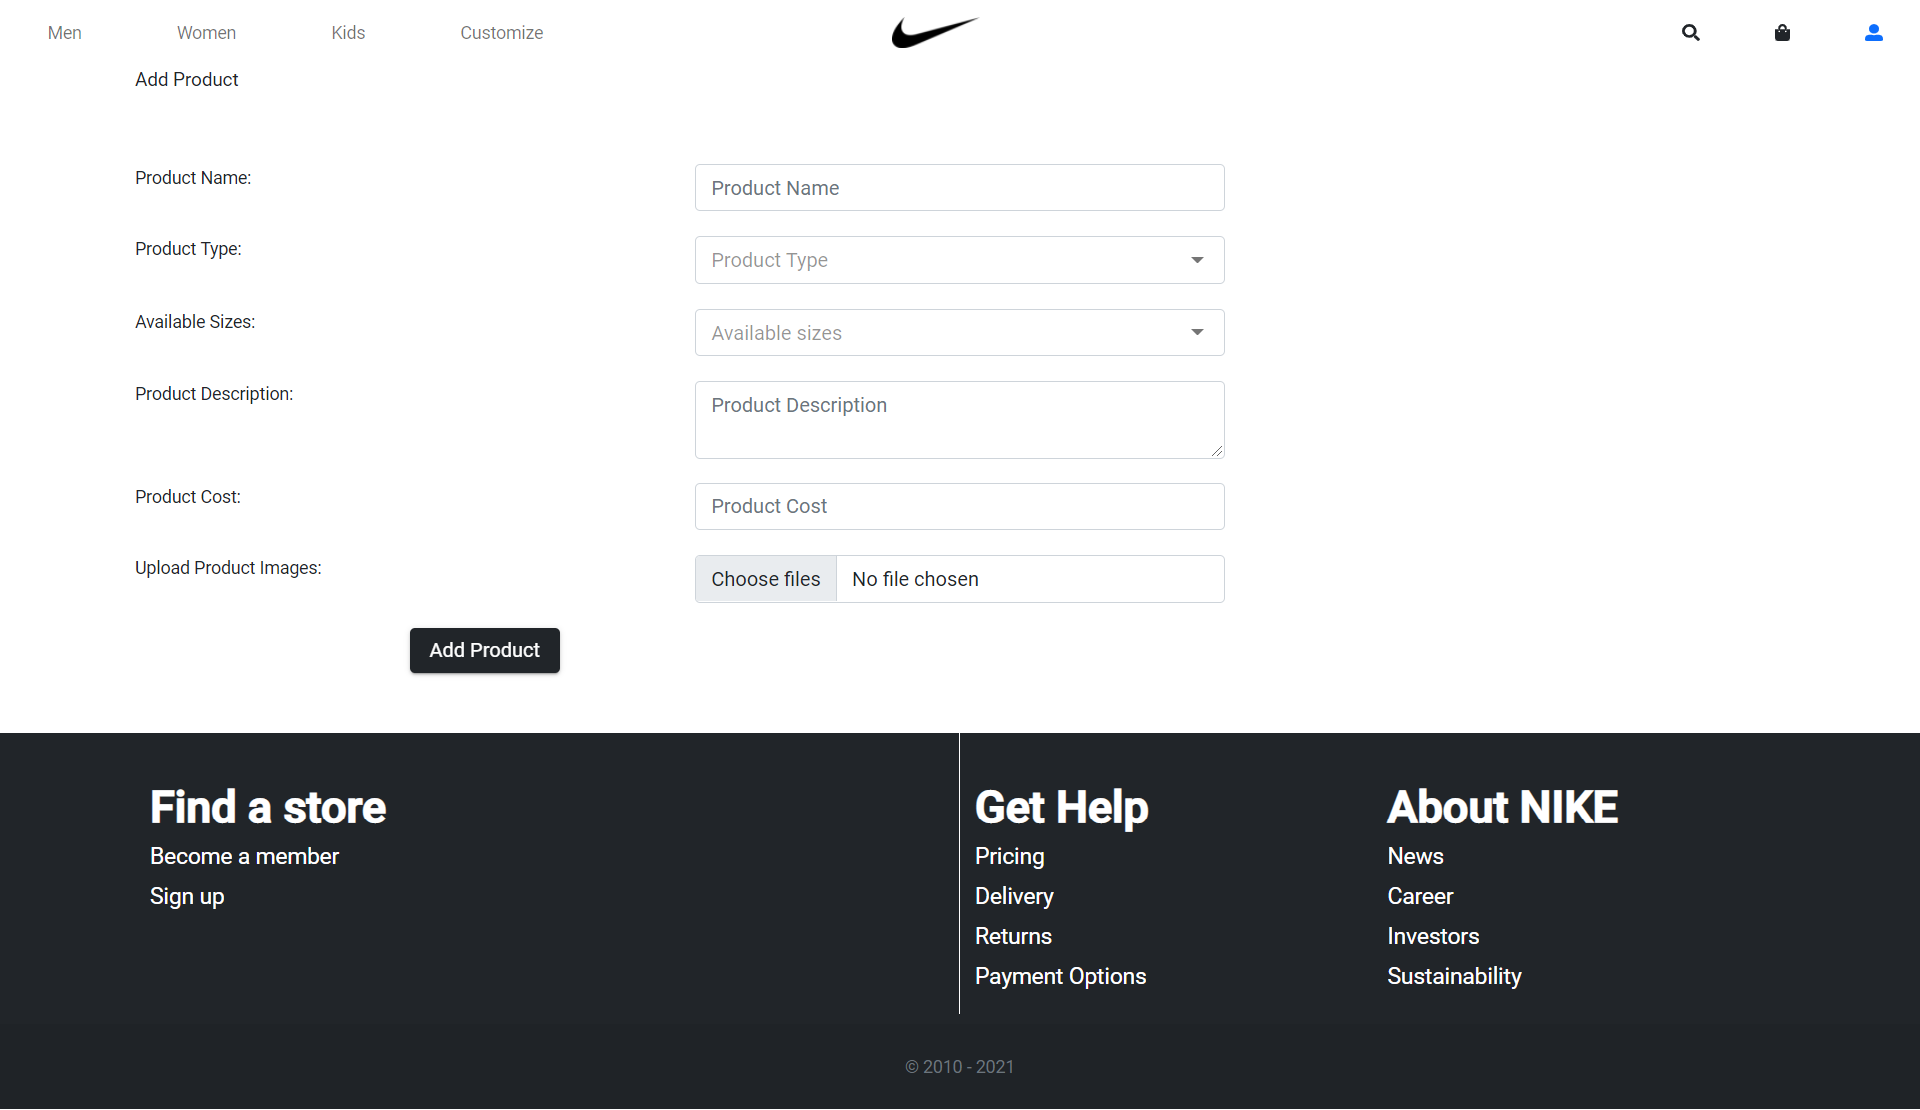 Men Women Kids Customize
Add Product
Product Name: Product Name
Product Type: Product Type
Available Sizes: Available sizes
Product Description: Product Description
Product Cost: Product Cost
Upload Product Images: Choose files No file chosen
Add Product
Find a store
Become a member
Sign up
Get Help
Pricing
Delivery
Returns
Payment Options
About NIKE
News
Career
Investors
Sustainability
© 2010 - 2021